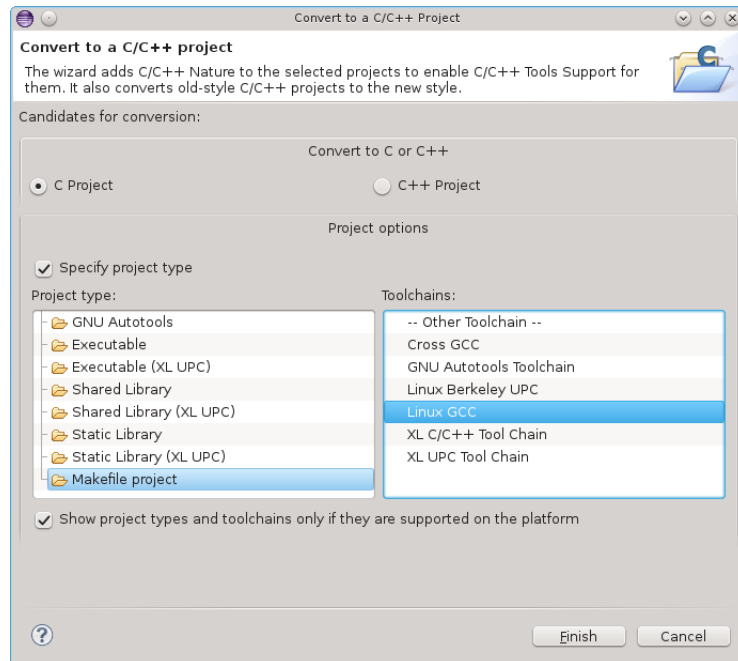 Convert to a C/C++ Project
Convert to a C/C++ project
The wizard adds C/C++ Nature to the selected projects to enable C/C++ Tools Support for
them. It also converts old-style C/C++ projects to the new style.
C
Candidates for conversion:
Convert to C or C++
C Project
C++ Project
Project options
Specify project type
Project type:
GNU Autotools
Executable
Executable (XL UPC)
Shared Library
Shared Library (XL UPC)
Static Library
Static Library (XL UPC)
Makefile project
Toolchains:
-- Other Toolchain --
Cross GCC
GNU Autotools Toolchain
Linux Berkeley UPC
Linux GCC
XL C/C++ Tool Chain
XL UPC Tool Chain
Show project types and toolchains only if they are supported on the platform
?
Finish
Cancel